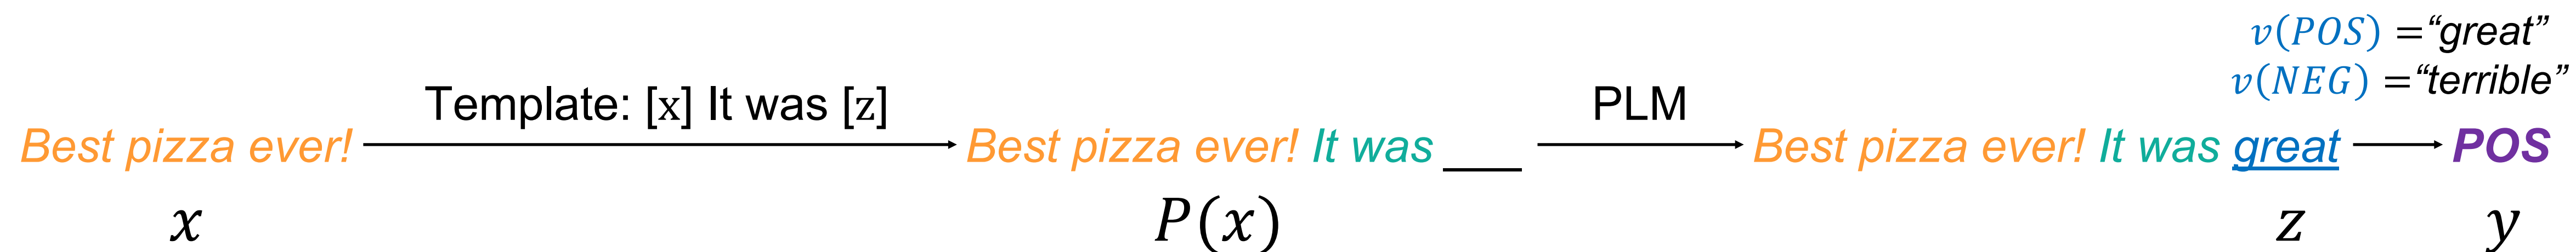 v(POS) =“great”
v(NEG) =“terrible”
Template: [x] It was [z]
PLM
Best pizza ever!
Best pizza ever! It was ____
Best pizza ever! It was great
POS
x
P(x)
z
y